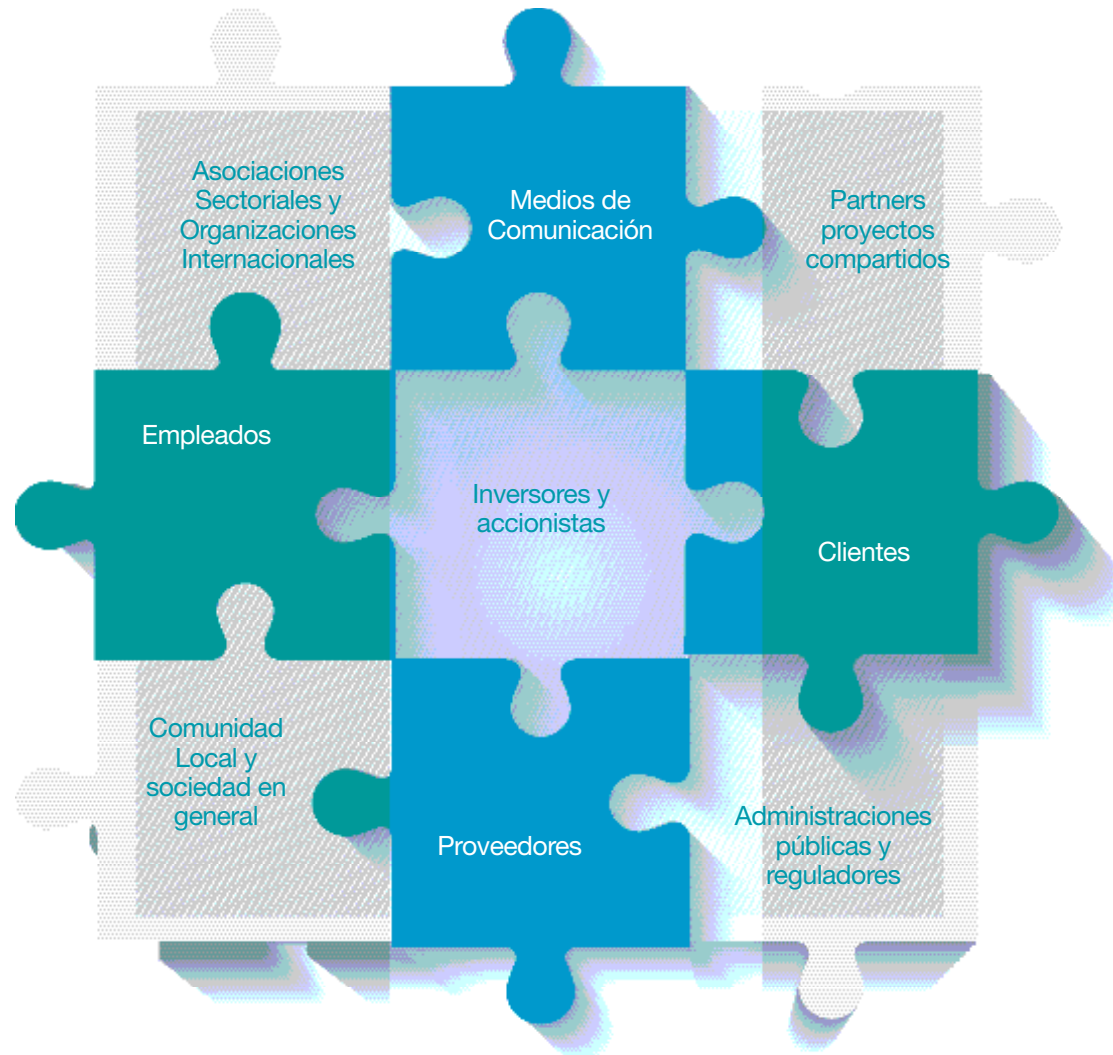 Asociaciones
Sectoriales y
Organizaciones
Internacionales
Medios de
Comunicación
Partners
proyectos
compartidos
Empleados
Inversores y
accionistas
Clientes
Comunidad
Local y
sociedad en
general
Proveedores
Administraciones
públicas y
reguladores